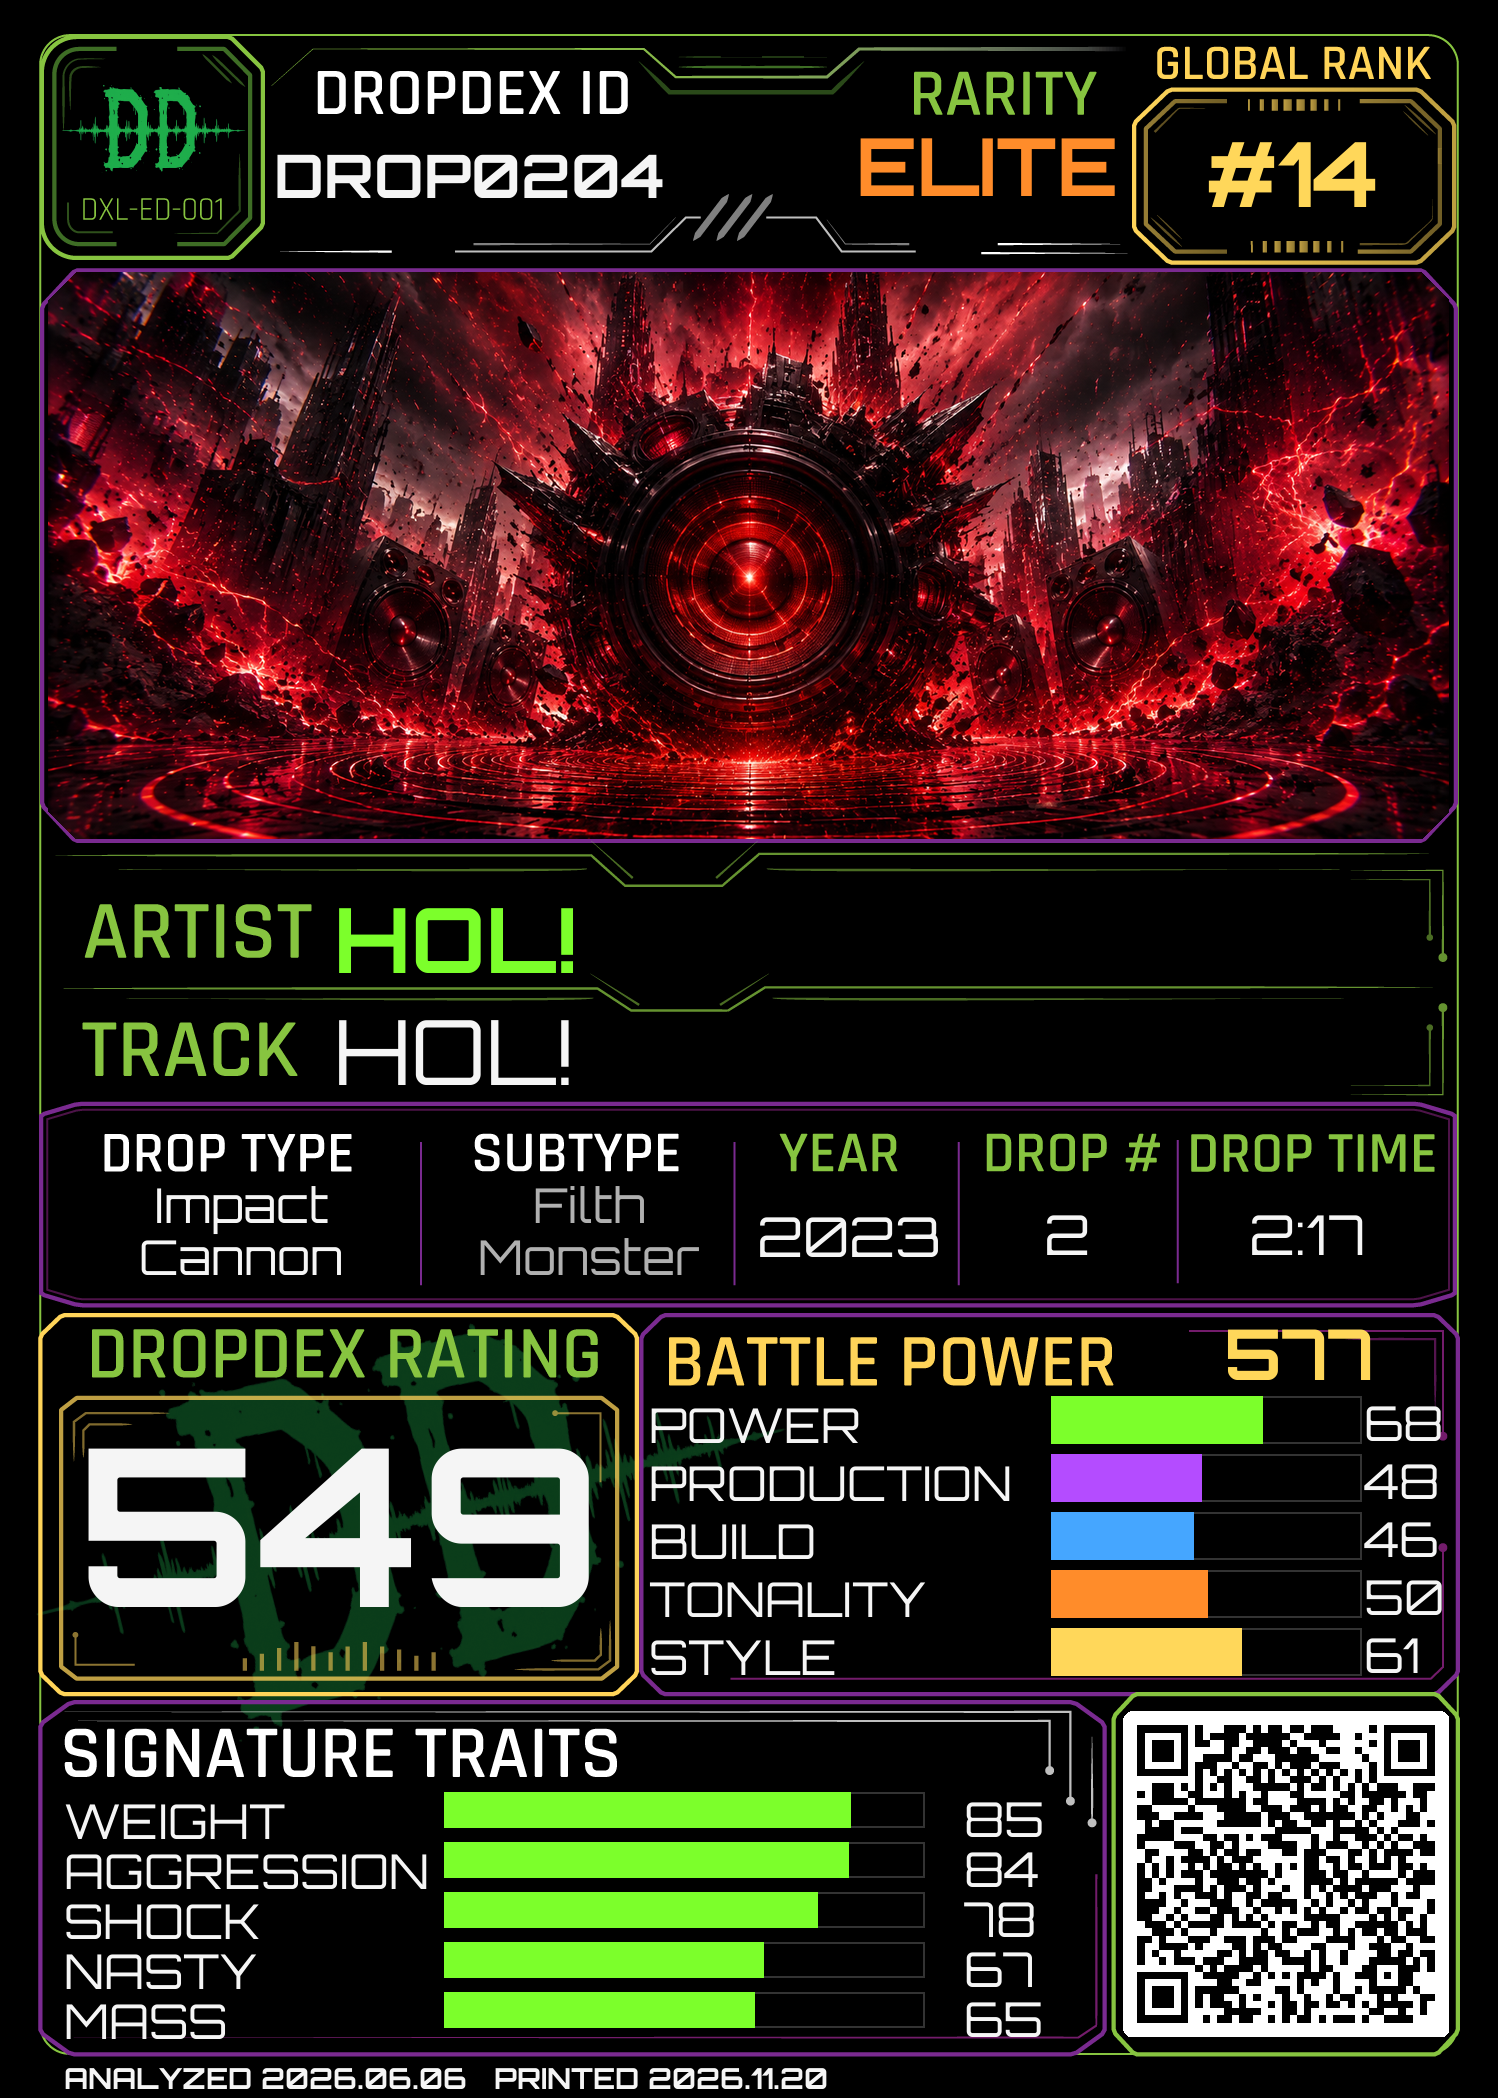 DD
DXL-ED-001
DROPDEX ID
DROP0204
RARITY
ELITE
GLOBAL RANK
#14
ARTIST HOL!
TRACK HOL!
DROP TYPE
Impact
Cannon
SUBTYPE
Filth
Monster
YEAR
2023
DROP #
2
DROP TIME
2:17
DROPDEX RATING
549
BATTLE POWER 577
POWER 68
PRODUCTION 48
BUILD 46
TONALITY 50
STYLE 61
SIGNATURE TRAITS
WEIGHT 85
AGGRESSION 84
SHOCK 78
NASTY 67
MASS 65
ANALYZED 2026.06.06 PRINTED 2026.11.20